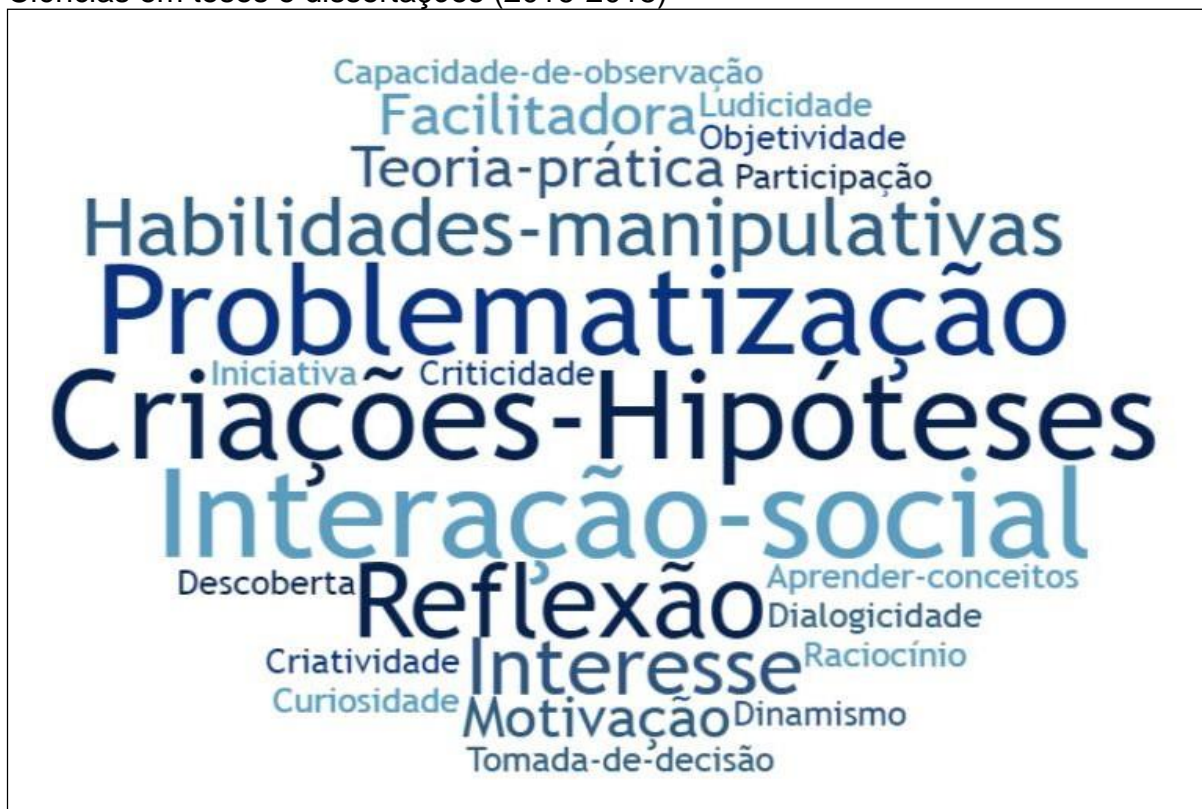 Capacidade-de-observação
Facilitadora
Ludicidade
Objetividade
Teoria-prática
Participação
Habilidades-manipulativas
Problematização
Iniciativa
Criticidade
Criações-Hipóteses
Interação-social
Descoberta
Reflexão
Aprender-conceitos
Dialogicidade
Criatividade
Interesse
Raciocínio
Curiosidade
Motivação
Dinamismo
Tomada-de-decisão